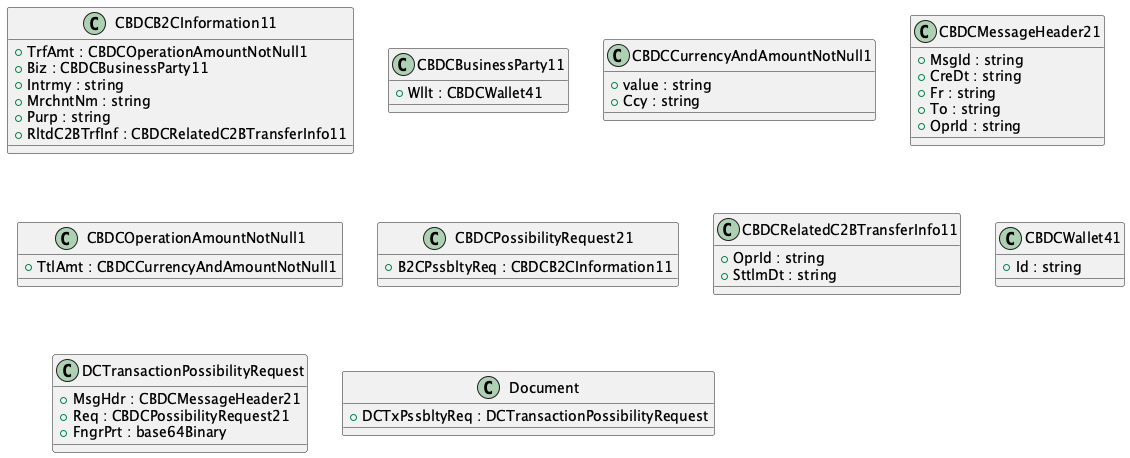 C CBDCB2CInformation11
TrfAmt : CBDCOperationAmountNotNull1
Biz : CBDCBusinessParty11
Intrmy : string
MrchntNm : string
Purp : string
RltdC2BTrfInf : CBDCRelatedC2BTransferInfo11
C CBDCBusinessParty11
Wllt : CBDCWallet41
C CBDCCurrencyAndAmountNotNull1
value : string
Ccy : string
C CBDCMessageHeader21
MsgId : string
CreDt : string
Fr : string
To : string
OprId : string
C CBDCOperationAmountNotNull1
TtlAmt : CBDCCurrencyAndAmountNotNull1
C CBDCPossibilityRequest21
B2CPssbltyReq : CBDCB2CInformation11
C CBDCRelatedC2BTransferInfo11
OprId : string
SttlmDt : string
C CBDCWallet41
Id : string
C DCTransactionPossibilityRequest
MsgHdr : CBDCMessageHeader21
Req : CBDCPossibilityRequest21
FngrPrt : base64Binary
C Document
DCTxPssbltyReq : DCTransactionPossibilityRequest